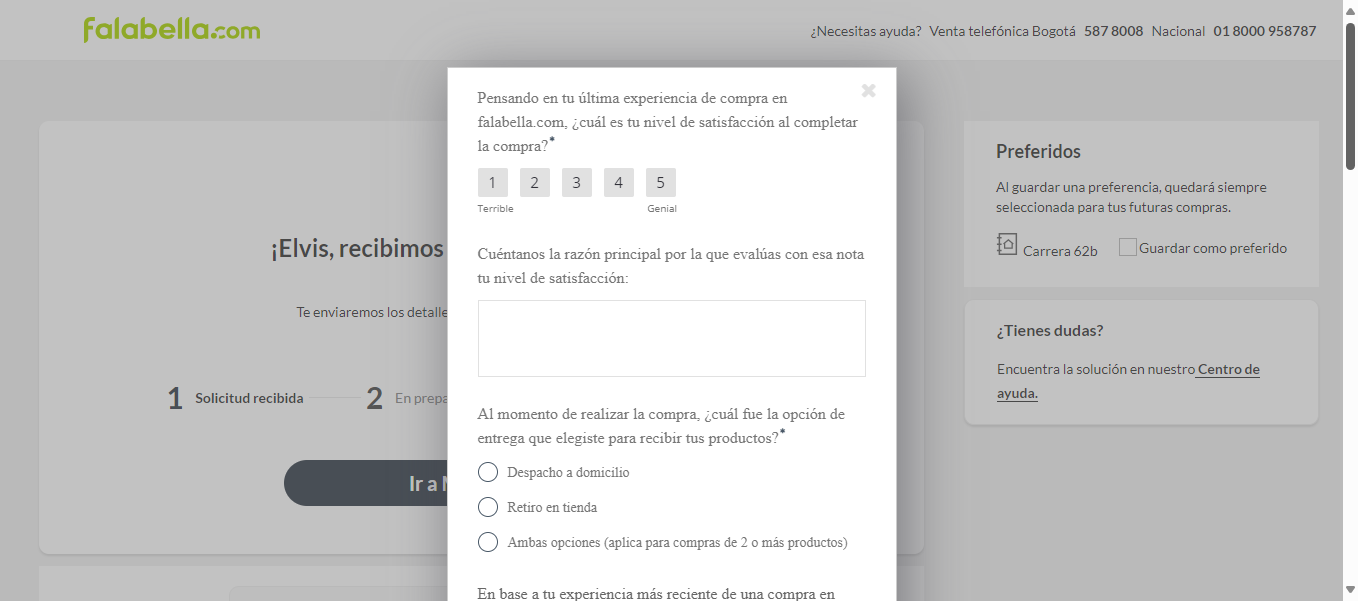 falabella.com
¿Necesitas ayuda? Venta telefónica Bogotá 587 8008 Nacional 01 8000 958787
Pensando en tu última experiencia de compra en
falabella.com, ¿cuál es tu nivel de satisfacción al completar
la compra?*
1 2 3 4 5
Terrible Genial
Cuéntanos la razón principal por la que evalúas con esa nota
tu nivel de satisfacción:
Al momento de realizar la compra, ¿cuál fue la opción de
entrega que elegiste para recibir tus productos?*
Despacho a domicilio
Retiro en tienda
Ambas opciones (aplica para compras de 2 o más productos)
En base a tu experiencia más reciente de una compra en
¡Elvis, recibimos
Te enviaremos los detalle
1 Solicitud recibida 2 En prepa
Ir a
Preferidos
Al guardar una preferencia, quedará siempre
seleccionada para tus futuras compras.
Carrera 62b Guardar como preferido
¿Tienes dudas?
Encuentra la solución en nuestro Centro de
ayuda.